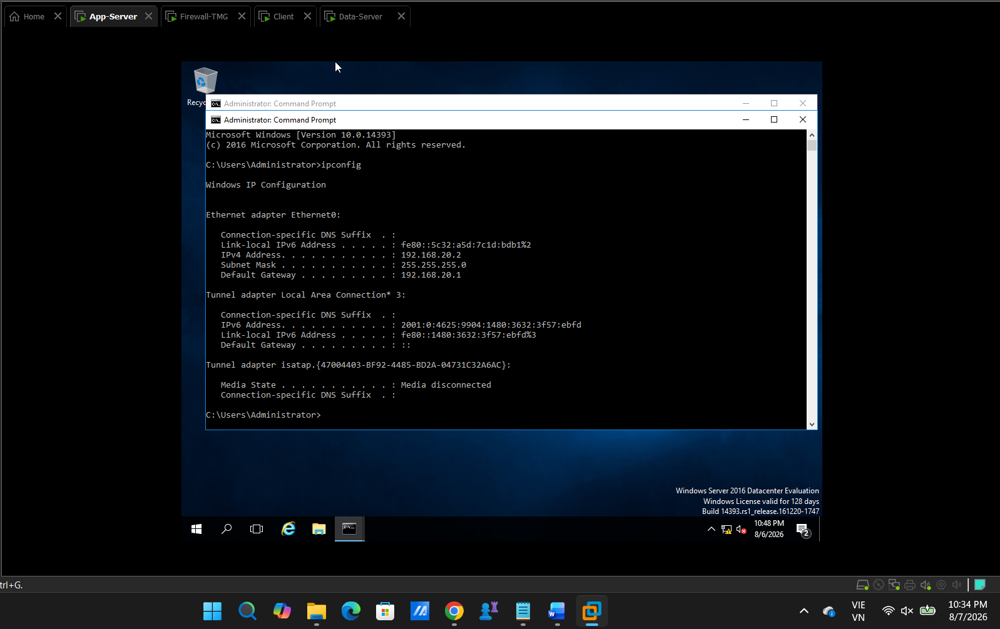 Home
App-Server
Firewall-TMG
Client
Data-Server
Recyc
Administrator: Command Prompt
Administrator: Command Prompt
Microsoft Windows [Version 10.0.14393]
(c) 2016 Microsoft Corporation. All rights reserved.
C:\Users\Administrator>ipconfig
Windows IP Configuration
Ethernet adapter Ethernet0:
Connection-specific DNS Suffix  . :
Link-local IPv6 Address . . . . . : fe80::5c32:a5d:7c1d:bdb1%2
IPv4 Address. . . . . . . . . . . : 192.168.20.2
Subnet Mask . . . . . . . . . . . : 255.255.255.0
Default Gateway . . . . . . . . . : 192.168.20.1
Tunnel adapter Local Area Connection* 3:
Connection-specific DNS Suffix  . :
IPv6 Address. . . . . . . . . . . : 2001:0:4625:9904:1480:3632:3f57:ebfd
Link-local IPv6 Address . . . . . : fe80::1480:3632:3f57:ebfd%3
Default Gateway . . . . . . . . . : ::
Tunnel adapter isatap.{47004403-BF92-4485-BD2A-04731C32A6AC}:
Media State . . . . . . . . . . . : Media disconnected
Connection-specific DNS Suffix  . :
C:\Users\Administrator>
Windows Server 2016 Datacenter Evaluation
Windows License valid for 128 days
Build 14393.rs1_release.161220-1747
10:48 PM
8/6/2026
2
trl+G.
VIE
VN
10:34 PM
8/7/2026